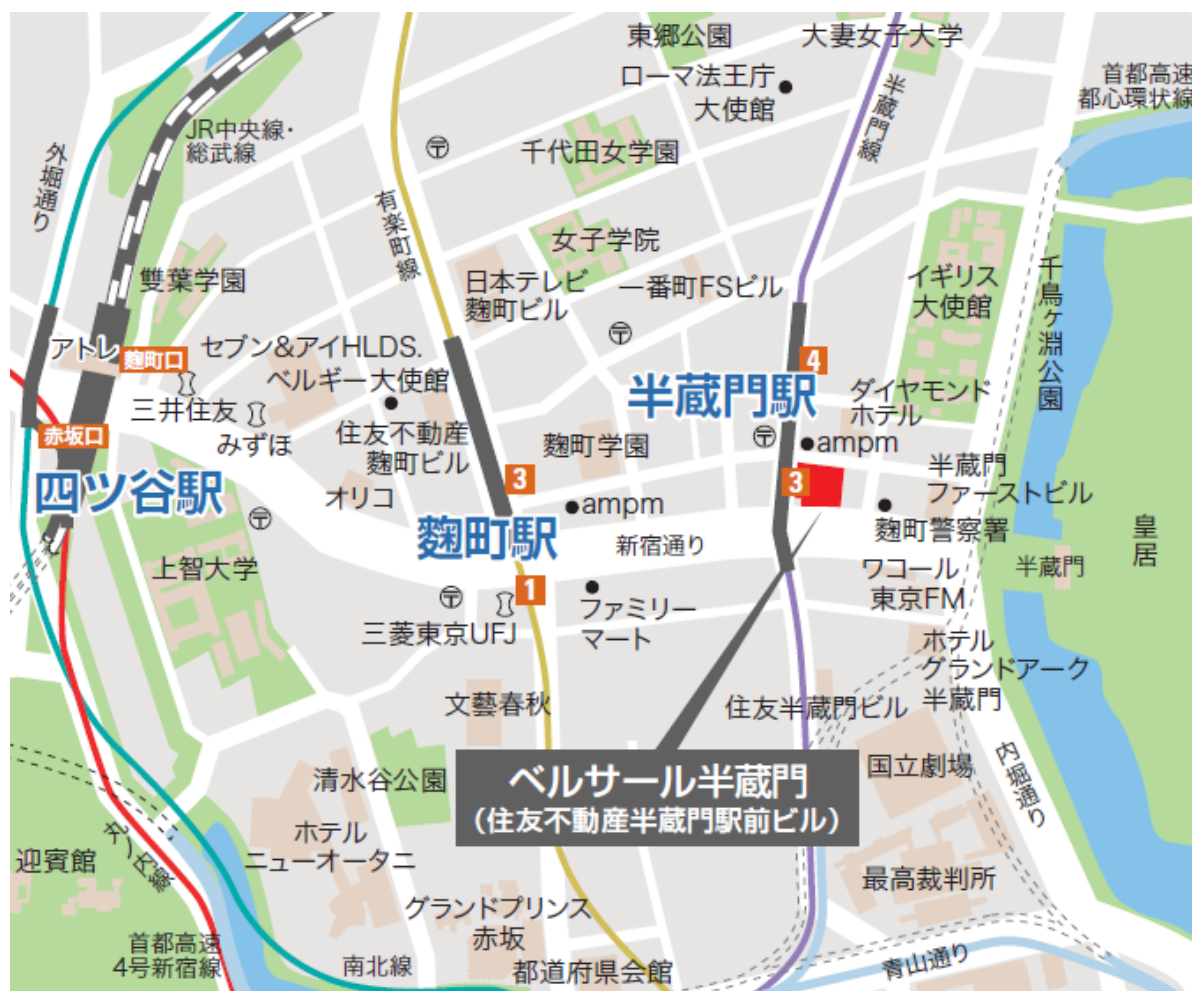 東郷公園
大妻女子大学
ローマ法王庁
大使館
首都高速
都心環状線
半蔵門線
JR中央線・
総武線
外堀通り
〒
千代田女学園
有楽町線
女子学院
雙葉学園
日本テレビ
麴町ビル
一番町FSビル
イギリス
大使館
千鳥ヶ淵公園
〒
アトレ
麴町口
セブン&アイHLDS.
ベルギー大使館
4
半蔵門駅
ダイヤモンド
ホテル
三井住友
みずほ
赤坂口
住友不動産
麴町ビル
麴町学園
〒
ampm
四ツ谷駅
オリコ
3
ampm
3
半蔵門
ファーストビル
〒
麴町駅
新宿通り
麴町警察署
皇居
上智大学
ワコール
東京FM
半蔵門
〒
1
三菱東京UFJ
ファミリー
マート
ホテル
グランドアーク
半蔵門
文藝春秋
住友半蔵門ビル
ベルサール半蔵門
(住友不動産半蔵門駅前ビル)
国立劇場
内堀通り
清水谷公園
ホテル
ニューオータニ
迎賓館
丸ノ内線
最高裁判所
グランドプリンス
赤坂
首都高速
4号新宿線
南北線
都道府県会館
青山通り